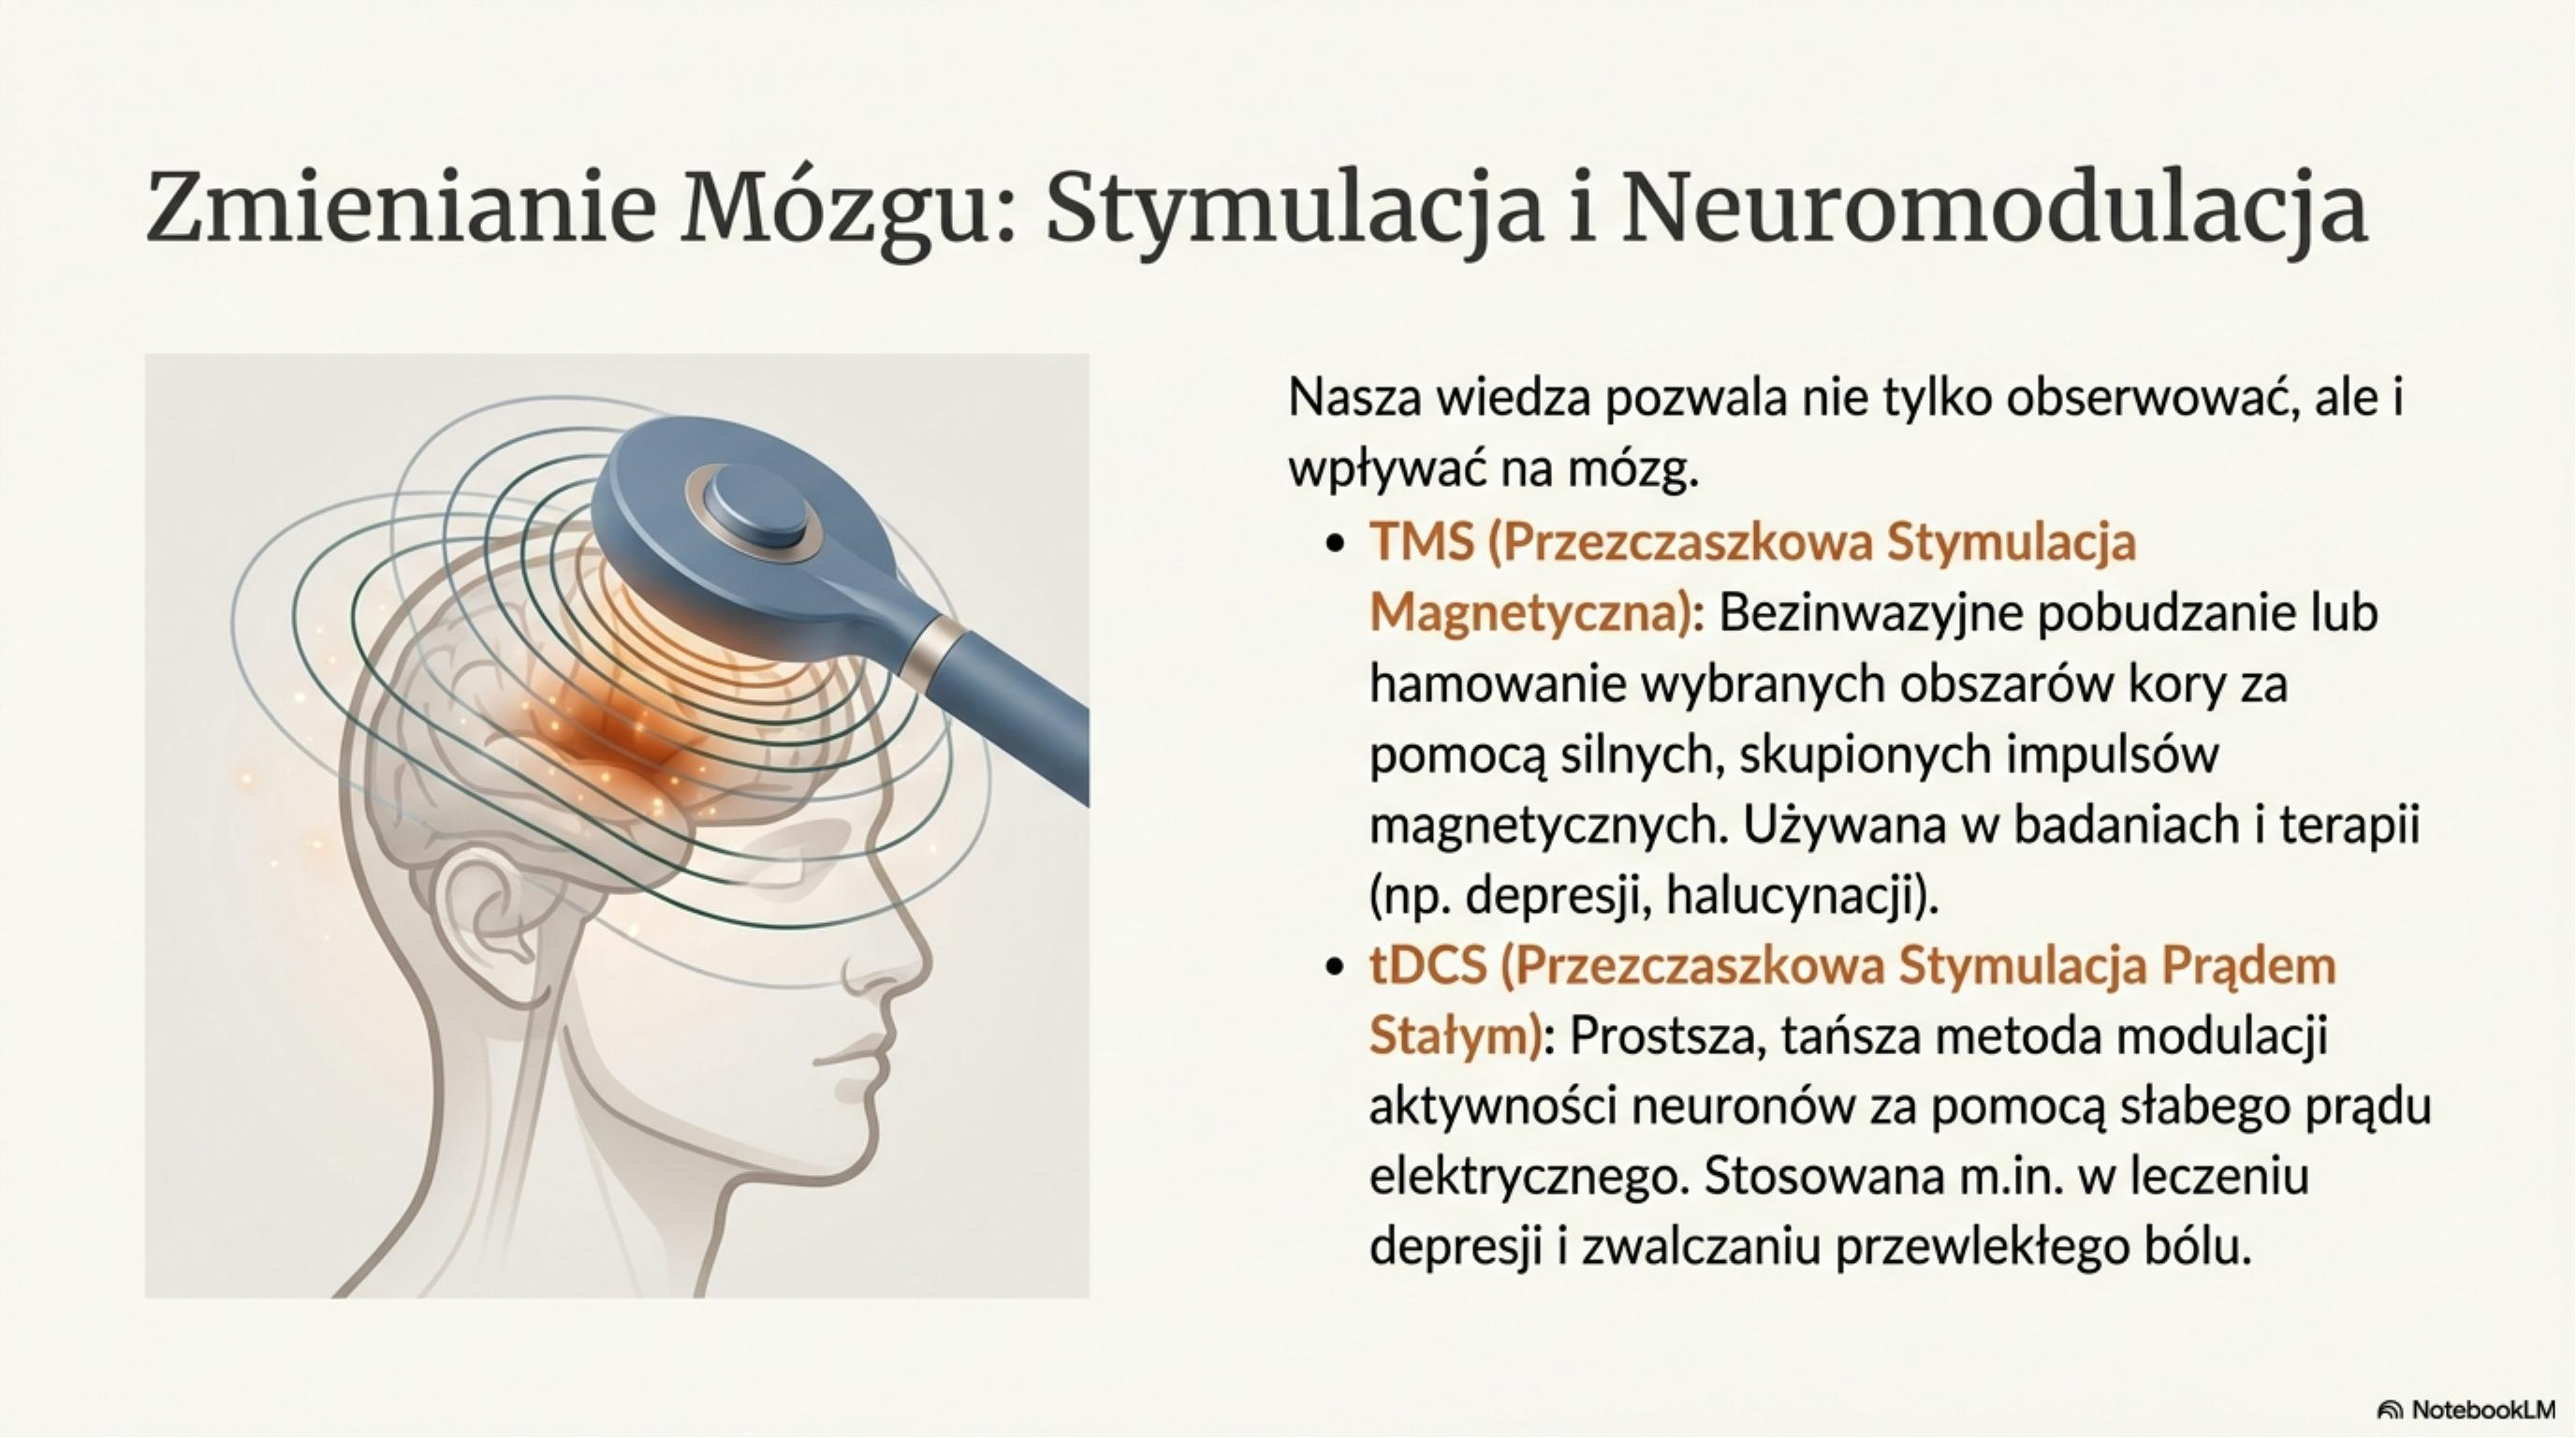 Zmienianie Mózgu: Stymulacja i Neuromodulacja
Nasza wiedza pozwala nie tylko obserwować, ale i
wpływać na mózg.
• TMS (Przezczaszkowa Stymulacja
Magnetyczna): Bezinwazyjne pobudzanie lub
hamowanie wybranych obszarów kory za
pomocą silnych, skupionych impulsów
magnetycznych. Używana w badaniach i terapii
(np. depresji, halucynacji).
• tDCS (Przezczaszkowa Stymulacja Prądem
Stałym): Prostsza, tańsza metoda modulacji
aktywności neuronów za pomocą słabego prądu
elektrycznego. Stosowana m.in. w leczeniu
depresji i zwalczaniu przewlekłego bólu.
NotebookLM